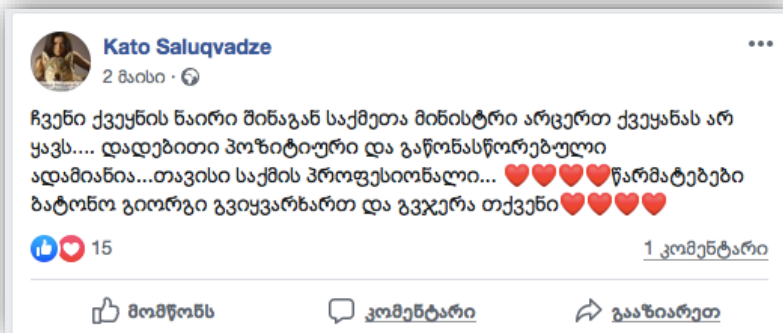 Kato Saluqvadze
2 მაისი ·
ჩვენი ქვეყნის ნაირი შინაგან საქმეთა მინისტრი არცერთ ქვეყანას არ
ყავს.... დადებითი პოზიტიური და გაწონასწორებული
ადამიანია...თავისი საქმის პროფესიონალი... ❤️❤️❤️❤️წარმატებები
ბატონო გიორგი გვიყვარხართ და გვჯერა თქვენი❤️❤️❤️❤️
15 1 კომენტარი
მომწონს კომენტარი გააზიარეთ